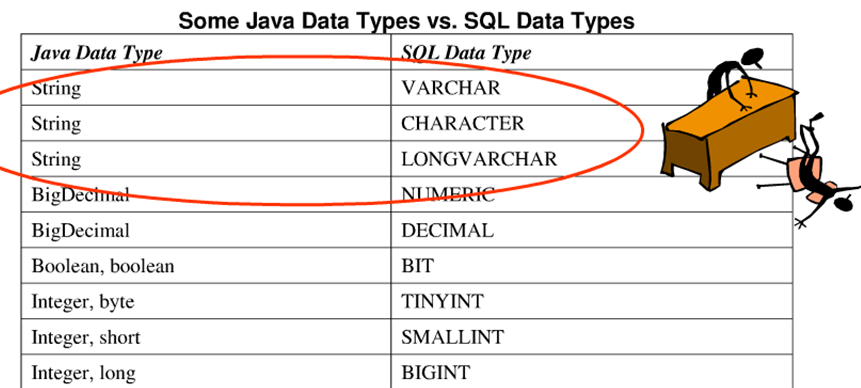 Some Java Data Types vs. SQL Data Types
Java Data Type SQL Data Type
String VARCHAR
String CHARACTER
String LONGVARCHAR
BigDecimal NUMERIC
BigDecimal DECIMAL
Boolean, boolean BIT
Integer, byte TINYINT
Integer, short SMALLINT
Integer, long BIGINT